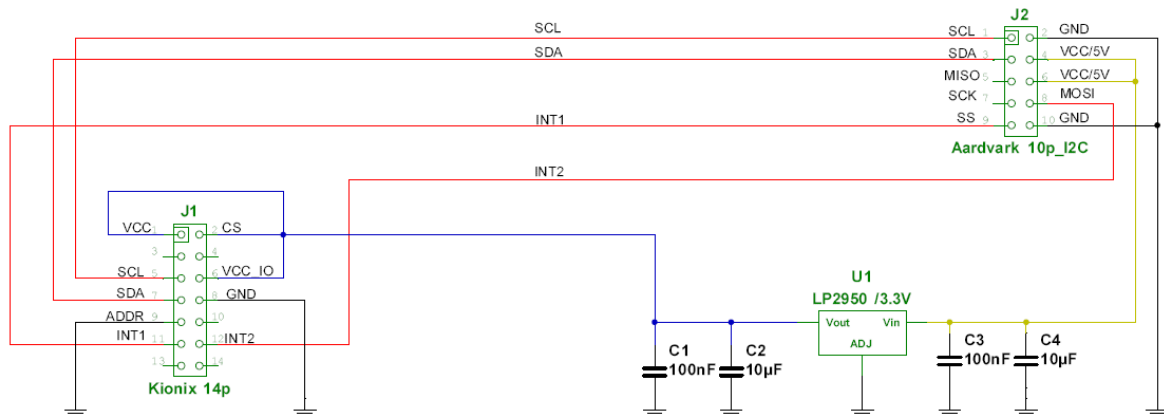 J2
SCL
SCL 1 2 GND
SDA
SDA 3 4 VCC/5V
MISO 5 6 VCC/5V
SCK 7 8 MOSI
INT1
SS 9 10 GND
Aardvark 10p_I2C
INT2
J1
VCC 1 2 CS
3 4
SCL 5 6 VCC_IO
SDA 7 8 GND
ADDR 9 10
INT1 11 12 INT2
13 14
Kionix 14p
U1
LP2950 /3.3V
Vout Vin
ADJ
C1
100nF
C2
10µF
C3
100nF
C4
10µF